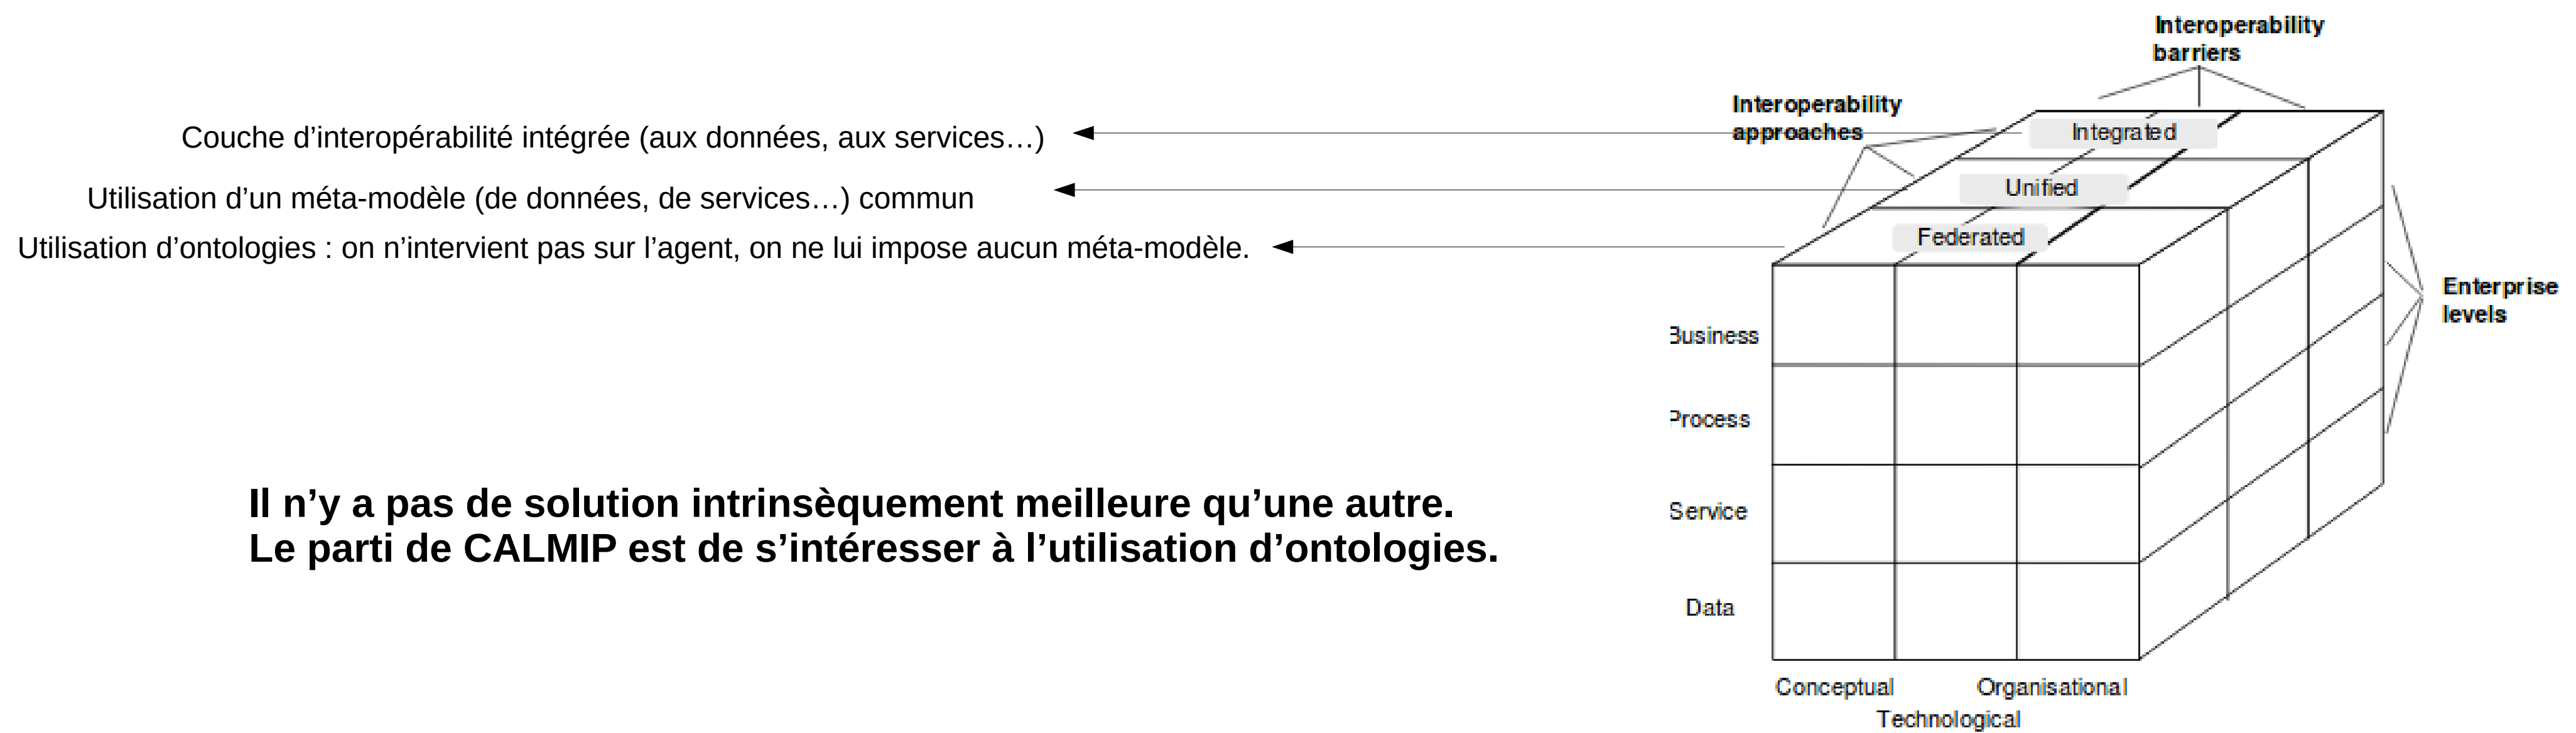 Interoperability
barriers
Interoperability
approaches
Couche d’interopérabilité intégrée (aux données, aux services…)
Integrated
Utilisation d’un méta-modèle (de données, de services…) commun
Unified
Utilisation d’ontologies : on n’intervient pas sur l’agent, on ne lui impose aucun méta-modèle.
Federated
Enterprise
levels
Business
Process
Il n’y a pas de solution intrinsèquement meilleure qu’une autre.
Le parti de CALMIP est de s’intéresser à l’utilisation d’ontologies.
Service
Data
Conceptual
Organisational
Technological